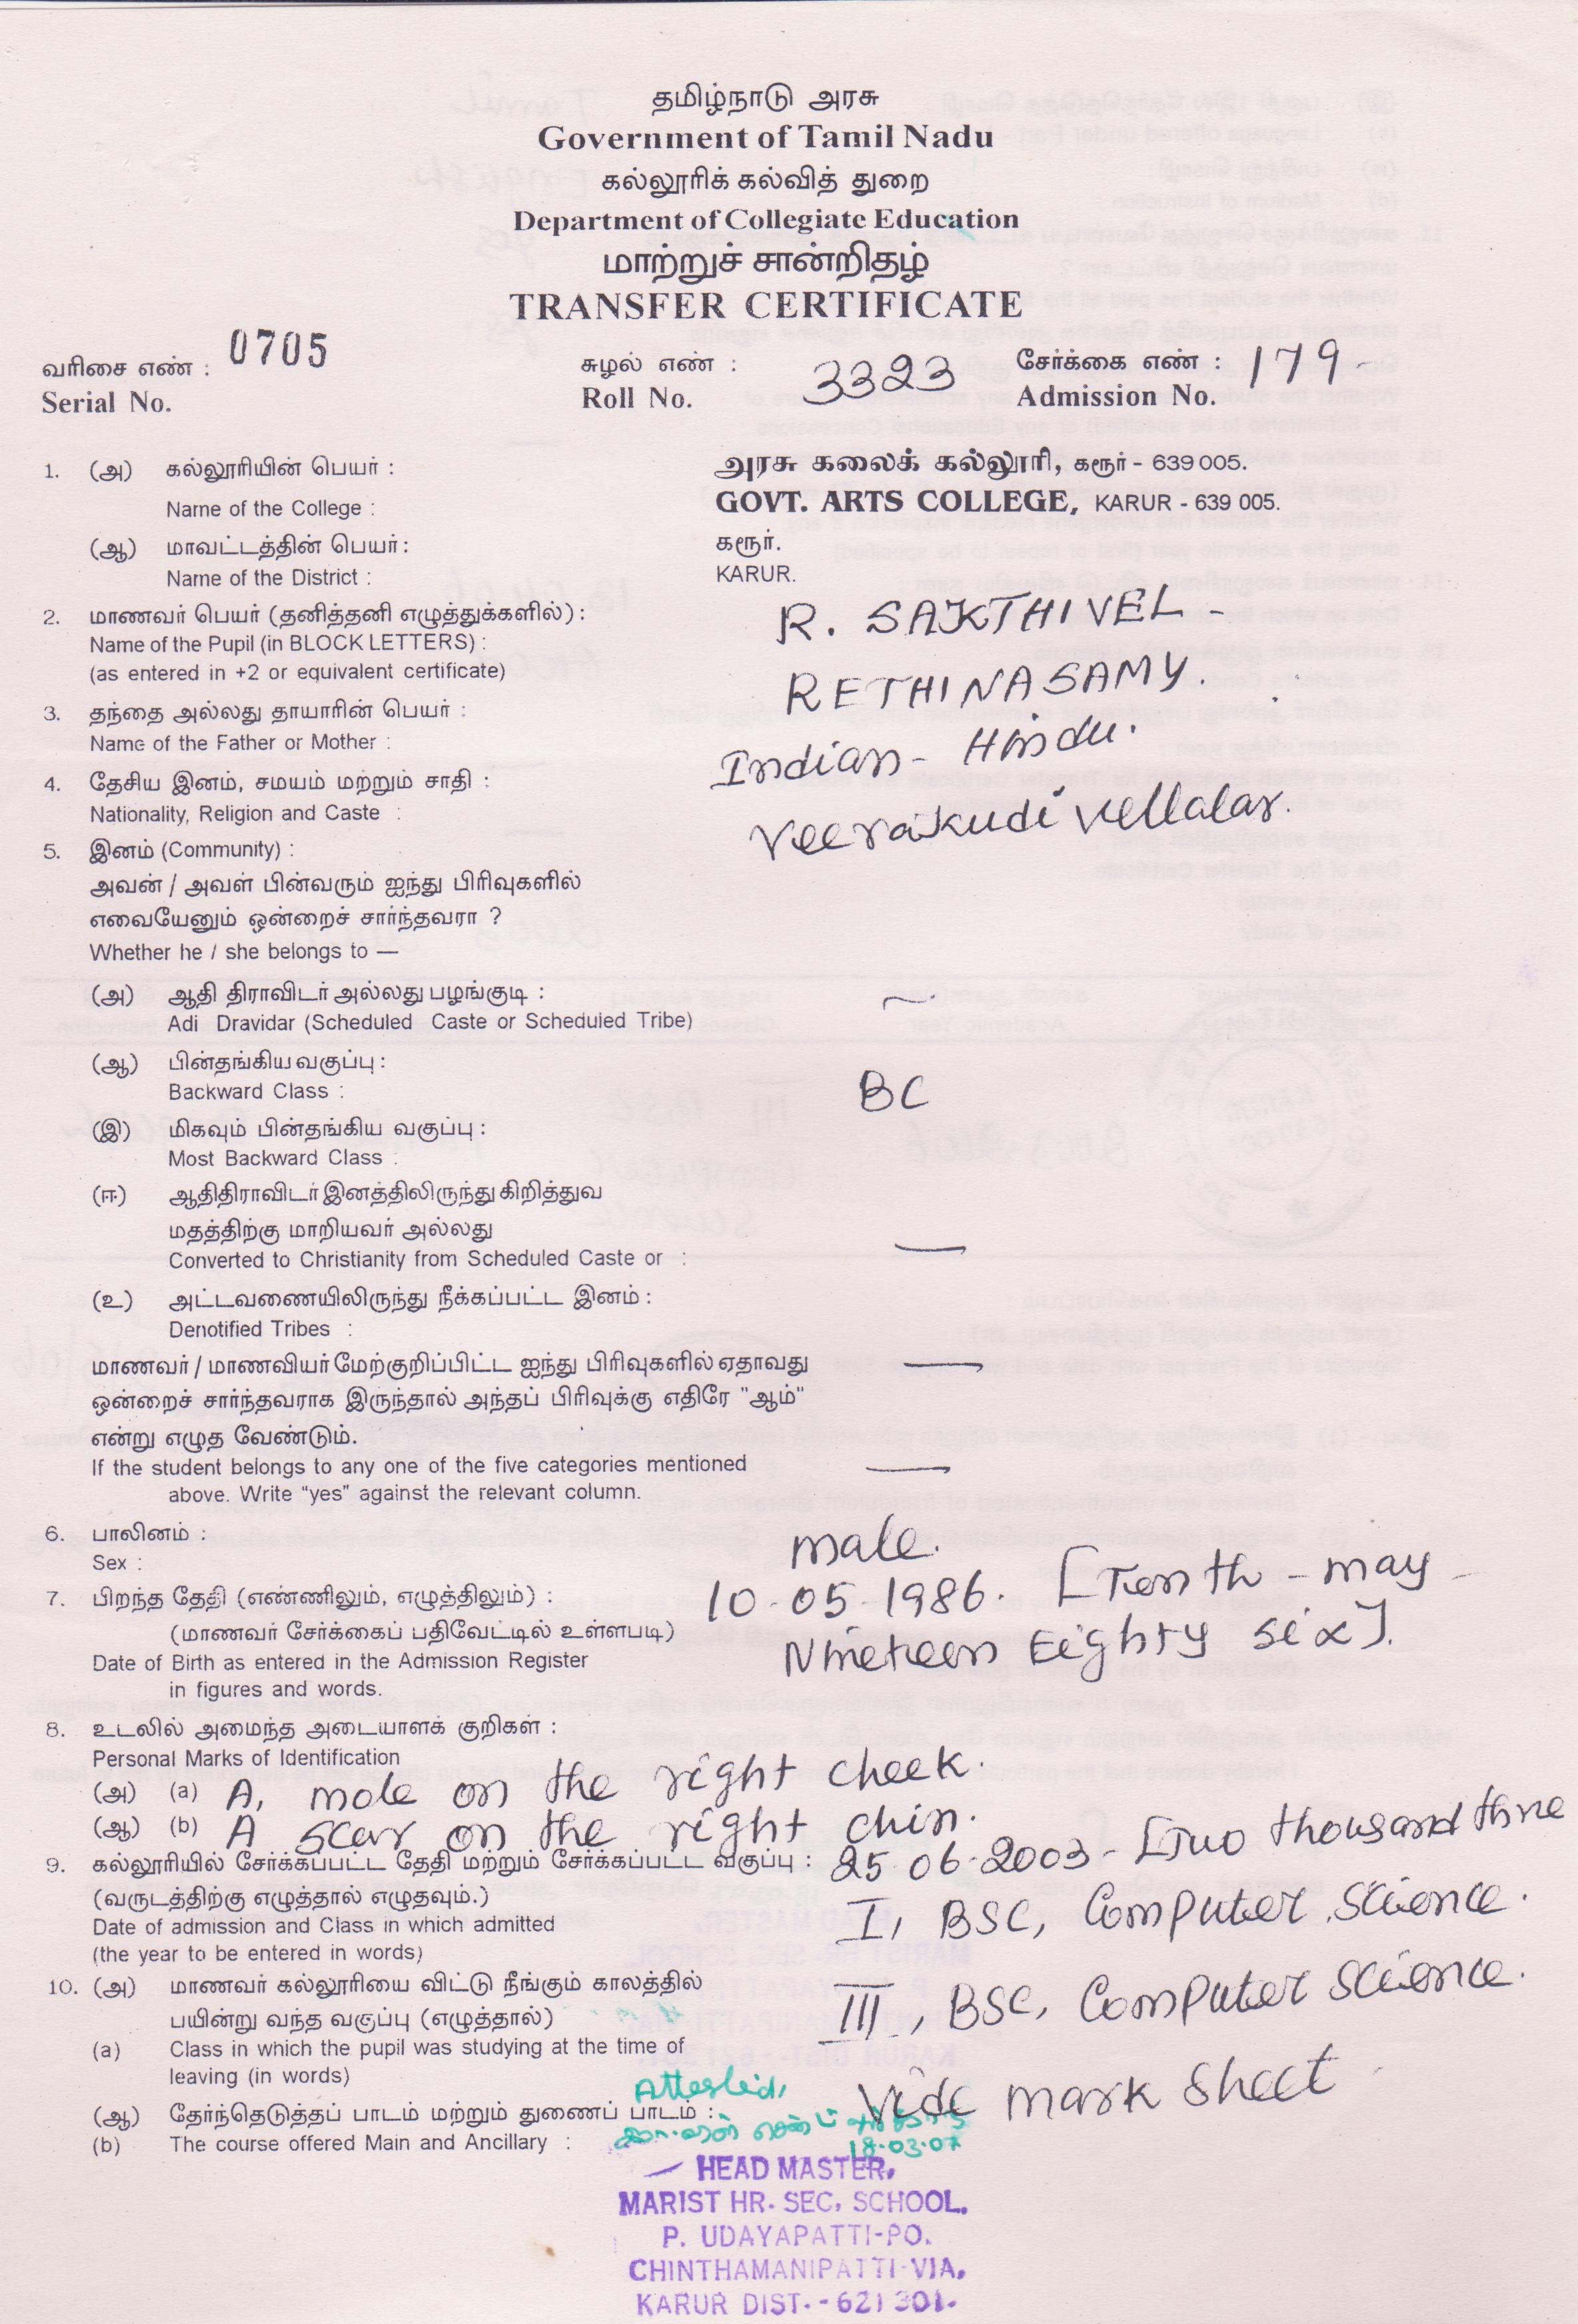 தமிழ்நாடு அரசு
Government of Tamil Nadu
கல்லூரிக் கல்வித் துறை
Department of Collegiate Education
மாற்றுச் சான்றிதழ்
TRANSFER CERTIFICATE
வரிசை எண் : 0705 சுழல் எண் : 3323 சேர்க்கை எண் : 179 -
Serial No. Roll No. Admission No.
1. (அ) கல்லூரியின் பெயர் : அரசு கலைக் கல்லூரி, கரூர் - 639 005.
Name of the College : GOVT. ARTS COLLEGE, KARUR - 639 005.
(ஆ) மாவட்டத்தின் பெயர் : கரூர்.
Name of the District : KARUR.
2. மாணவர் பெயர் (தனித்தனி எழுத்துக்களில்) : R. SAKTHIVEL -
Name of the Pupil (in BLOCK LETTERS) :
(as entered in +2 or equivalent certificate)
3. தந்தை அல்லது தாயாரின் பெயர் : RETHINASAMY.
Name of the Father or Mother :
4. தேசிய இனம், சமயம் மற்றும் சாதி : Indian - Hindu.
Nationality, Religion and Caste : Veerakudi Vellalar.
5. இனம் (Community) :
அவன் / அவள் பின்வரும் ஐந்து பிரிவுகளில்
எவையேனும் ஒன்றைச் சார்ந்தவரா ?
Whether he / she belongs to —
(அ) ஆதி திராவிடர் அல்லது பழங்குடி : —
Adi Dravidar (Scheduled Caste or Scheduled Tribe)
(ஆ) பின்தங்கிய வகுப்பு : BC
Backward Class :
(இ) மிகவும் பின்தங்கிய வகுப்பு :
Most Backward Class :
(ஈ) ஆதிதிராவிடர் இனத்திலிருந்து கிறித்துவ
மதத்திற்கு மாறியவர் அல்லது
Converted to Christianity from Scheduled Caste or : —
(உ) அட்டவணையிலிருந்து நீக்கப்பட்ட இனம் :
Denotified Tribes :
மாணவர் / மாணவியர் மேற்குறிப்பிட்ட ஐந்து பிரிவுகளில் ஏதாவது —
ஒன்றைச் சார்ந்தவராக இருந்தால் அந்தப் பிரிவுக்கு எதிரே "ஆம்"
என்று எழுத வேண்டும்.
If the student belongs to any one of the five categories mentioned —
above. Write "yes" against the relevant column.
6. பாலினம் : male.
Sex :
7. பிறந்த தேதி (எண்ணிலும், எழுத்திலும்) : 10-05-1986. [Tenth - may -
(மாணவர் சேர்க்கைப் பதிவேட்டில் உள்ளபடி) Nineteen Eighty six].
Date of Birth as entered in the Admission Register
in figures and words.
8. உடலில் அமைந்த அடையாளக் குறிகள் :
Personal Marks of Identification
(அ) (a) A, mole on the right cheek.
(ஆ) (b) A scar on the right chin.
9. கல்லூரியில் சேர்க்கப்பட்ட தேதி மற்றும் சேர்க்கப்பட்ட வகுப்பு : 25-06-2003 - [Two thousand three
(வருடத்திற்கு எழுத்தால் எழுதவும்.) I, BSC, Computer Science.
Date of admission and Class in which admitted
(the year to be entered in words)
10. (அ) மாணவர் கல்லூரியை விட்டு நீங்கும் காலத்தில் III, BSC, Computer Science.
பயின்று வந்த வகுப்பு (எழுத்தால்)
(a) Class in which the pupil was studying at the time of
leaving (in words)
Attested,
(ஆ) தேர்ந்தெடுத்தப் பாடம் மற்றும் துணைப் பாடம் : Vide mark sheet -
(b) The course offered Main and Ancillary : 18.03.07
HEAD MASTER,
MARIST HR. SEC, SCHOOL.
P. UDAYAPATTI-PO.
CHINTHAMANIPATTI-VIA.
KARUR DIST. - 621 301.